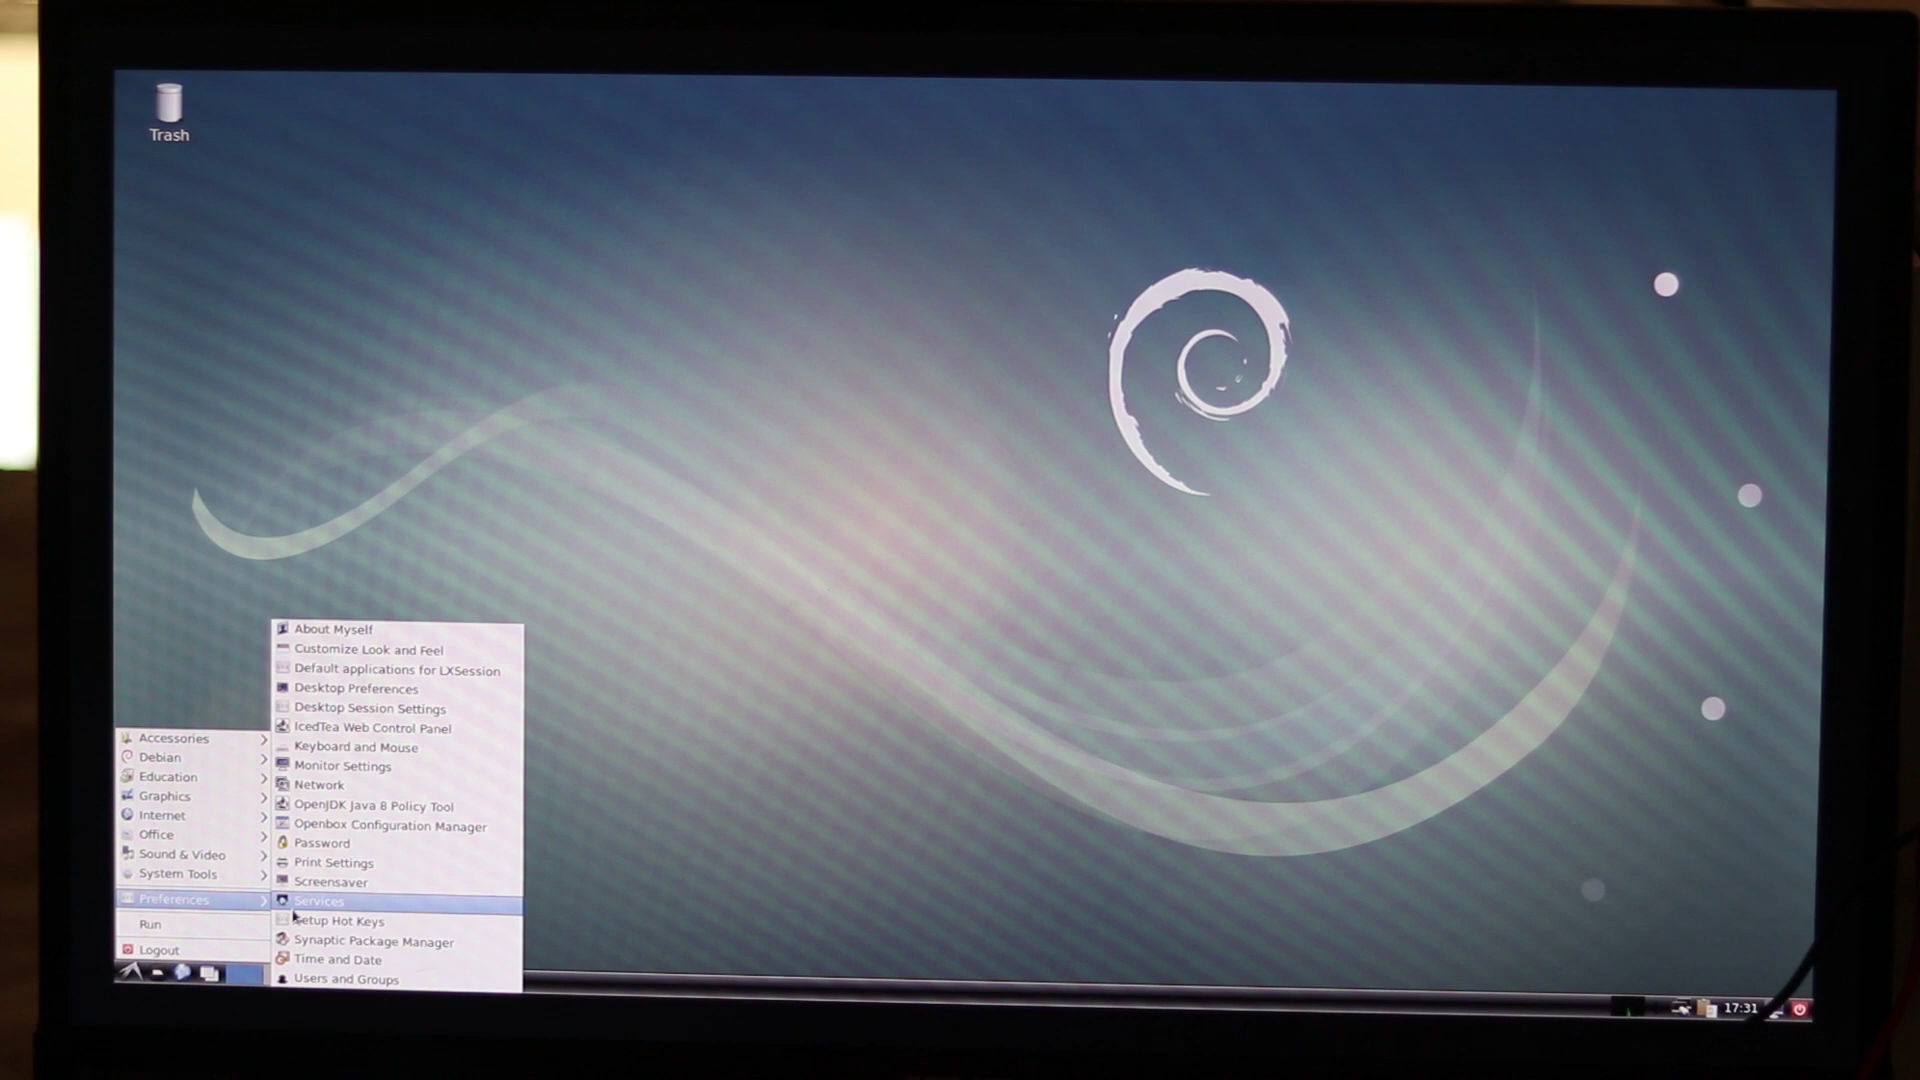 Trash
About Myself
Customize Look and Feel
Default applications for LXSession
Desktop Preferences
Desktop Session Settings
IcedTea Web Control Panel
Keyboard and Mouse
Monitor Settings
Network
OpenJDK Java 8 Policy Tool
Openbox Configuration Manager
Password
Print Settings
Screensaver
Services
Setup Hot Keys
Synaptic Package Manager
Time and Date
Users and Groups
Accessories
Debian
Education
Graphics
Internet
Office
Sound & Video
System Tools
Preferences
Run
Logout
17:31